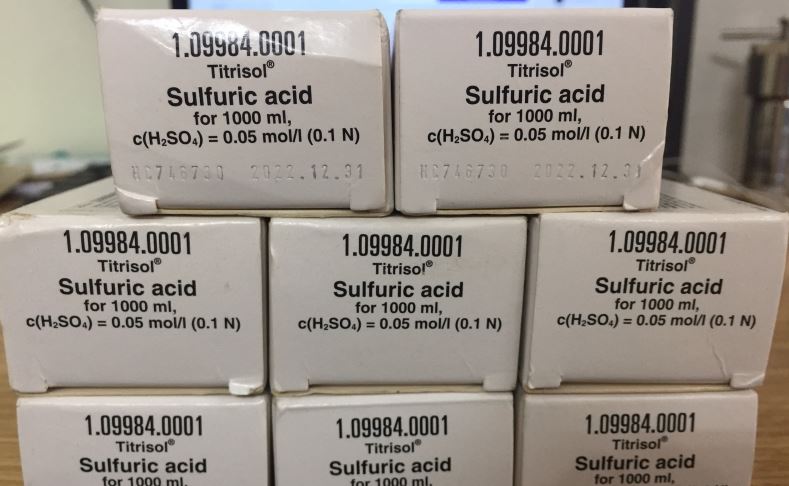 1.09984.0001
Titrisol®
Sulfuric acid
for 1000 ml,
c(H₂SO₄) = 0.05 mol/l (0.1 N)
HC746730 2022.12.31
1.09984.0001
Titrisol®
Sulfuric acid
for 1000 ml,
c(H₂SO₄) = 0.05 mol/l (0.1 N)
HC746730 2022.12.31
1.09984.0001
Titrisol®
Sulfuric acid
for 1000 ml,
c(H₂SO₄) = 0.05 mol/l (0.1 N)
1.09984.0001
Titrisol®
Sulfuric acid
for 1000 ml,
c(H₂SO₄) = 0.05 mol/l (0.1 N)
1.09984.0001
Titrisol®
Sulfuric acid
for 1000 ml,
c(H₂SO₄) = 0.05 mol/l (0.1 N)
1.09984.0001
Titrisol®
Sulfuric acid
for 1000 ml,
1.09984.0001
Titrisol®
Sulfuric acid
for 1000 ml,
1.09984.0001
Titrisol®
Sulfuric acid
for 1000 ml,